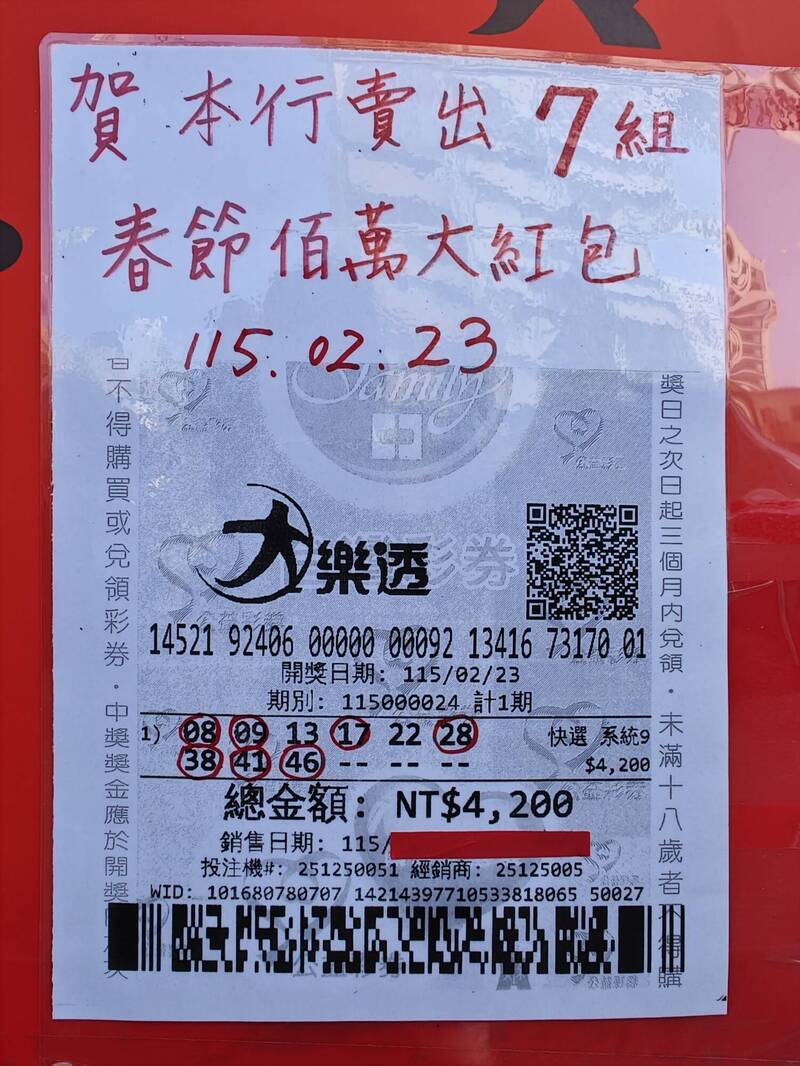 賀 本行賣出 7組
春節佰萬大紅包
115.02.23
Family
不得購買或兌領彩券。中獎獎金應於開獎
獎日之次日起三個月內兌領。未滿十八歲者不得購
大樂透
14521 92406 00000 00092 13416 73170 01
開獎日期: 115/02/23
期別: 115000024 計1期
1) 08 09 13 17 22 28 快選 系統9
38 41 46 -- -- -- $4,200
總金額: NT$4,200
銷售日期: 115/
投注機#: 251250051 經銷商: 25125005
WID: 101680780707 14214397710533818065 50027